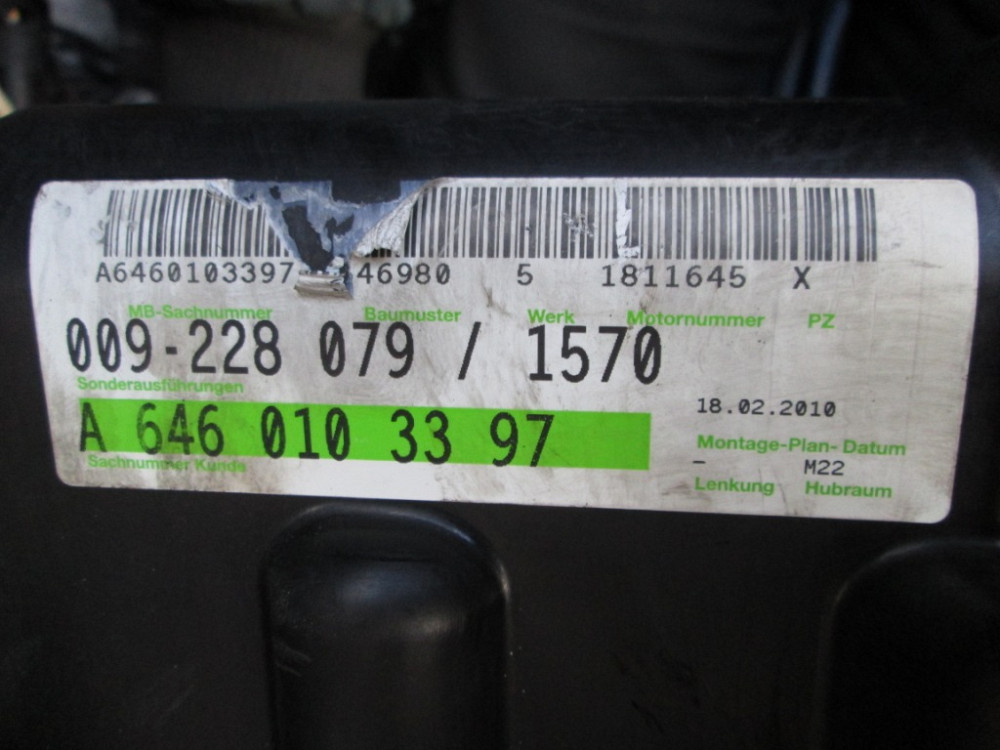 A6460103397 46980 5 1811645 X
MB-Sachnummer Baumuster Werk Motornummer PZ
009-228 079 / 1570
Sonderausführungen
18.02.2010
A 646 010 33 97
Montage-Plan- Datum
Sachnummer Kunde
- M22
Lenkung Hubraum